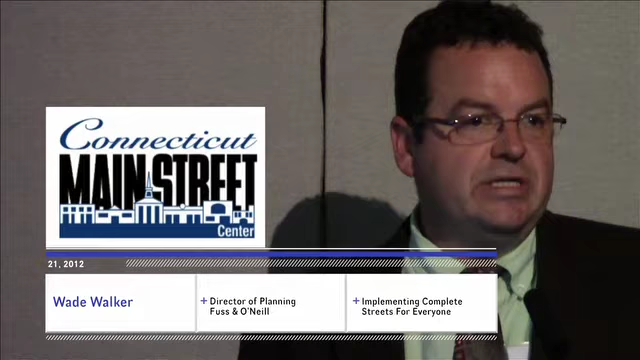 Connecticut
MAIN STREET
Center
21, 2012
Wade Walker
+ Director of Planning
Fuss & O'Neill
+ Implementing Complete
Streets For Everyone